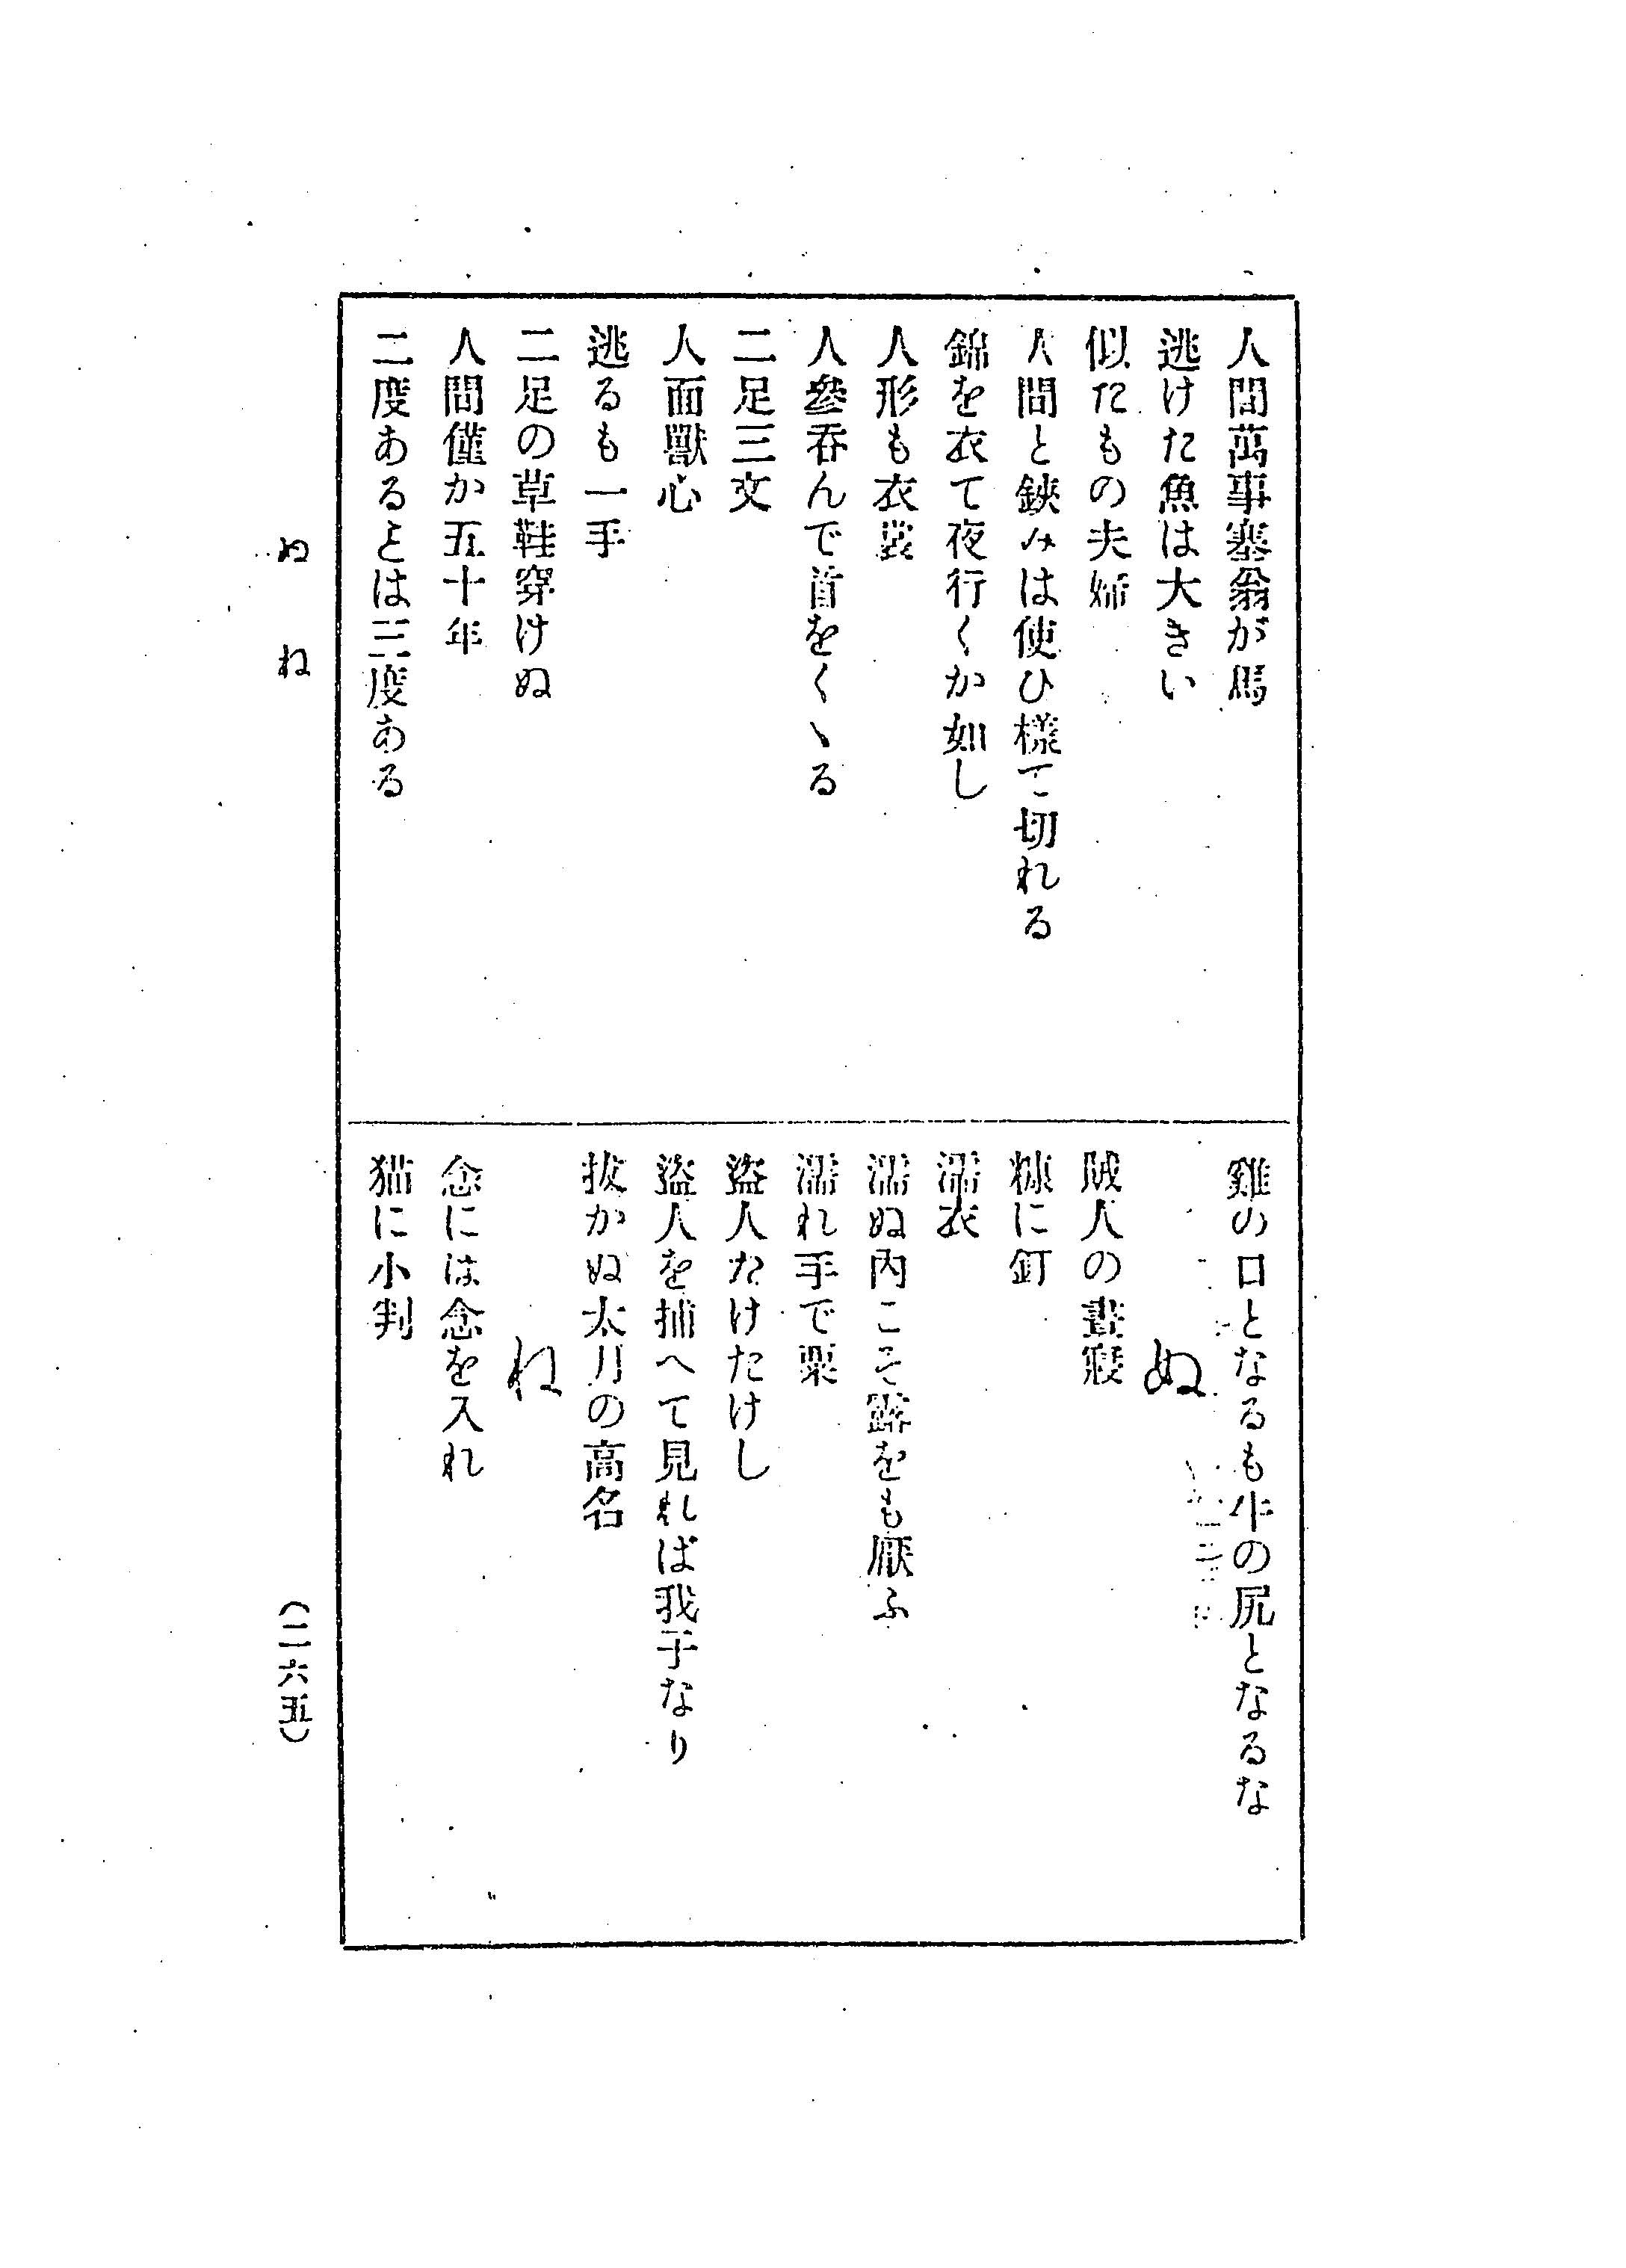 人間萬事塞翁が馬
逃けた魚は大きい
似たもの夫婦
人間と鋏みは使ひ樣て切れる
錦を衣て夜行くか如し
人形も衣裳
人參呑んで首をくゝる
二足三文
人面獸心
逃るも一手
二足の草鞋穿けぬ
人間僅か五十年
二度あるとは三度ある
雞の口となるも牛の尻となるな
ぬ
賊人の晝寢
糠に釘
濡衣
濡ぬ內こそ露をも厭ふ
濡れ手で粟
盜人たけたけし
盜人を捕へて見れば我子なり
拔かぬ太刀の高名
ね
念には念を入れ
猫に小判
ぬ ね
(二六五)